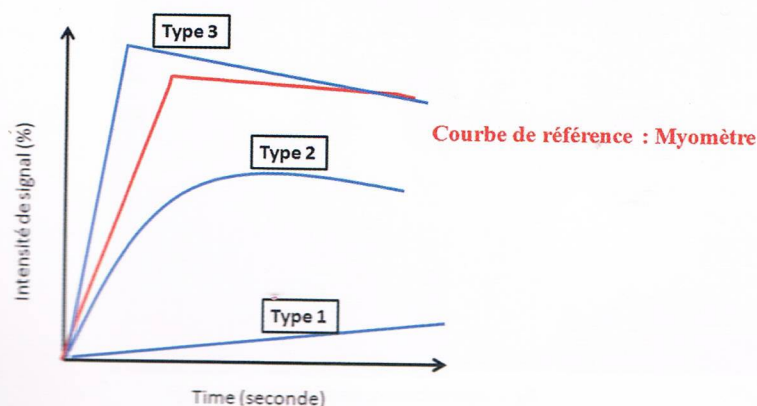 Type 3
Courbe de référence : Myomètre
Type 2
Intensité de signal (%)
Type 1
Time (seconde)